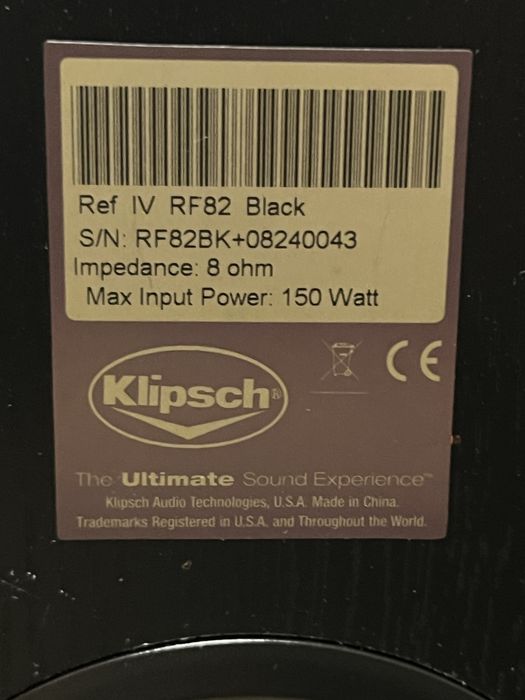 Ref IV RF82 Black
S/N: RF82BK+08240043
Impedance: 8 ohm
Max Input Power: 150 Watt
Klipsch®
CE
The Ultimate Sound Experience™
Klipsch Audio Technologies, U.S.A. Made in China.
Trademarks Registered in U.S.A. and Throughout the World.